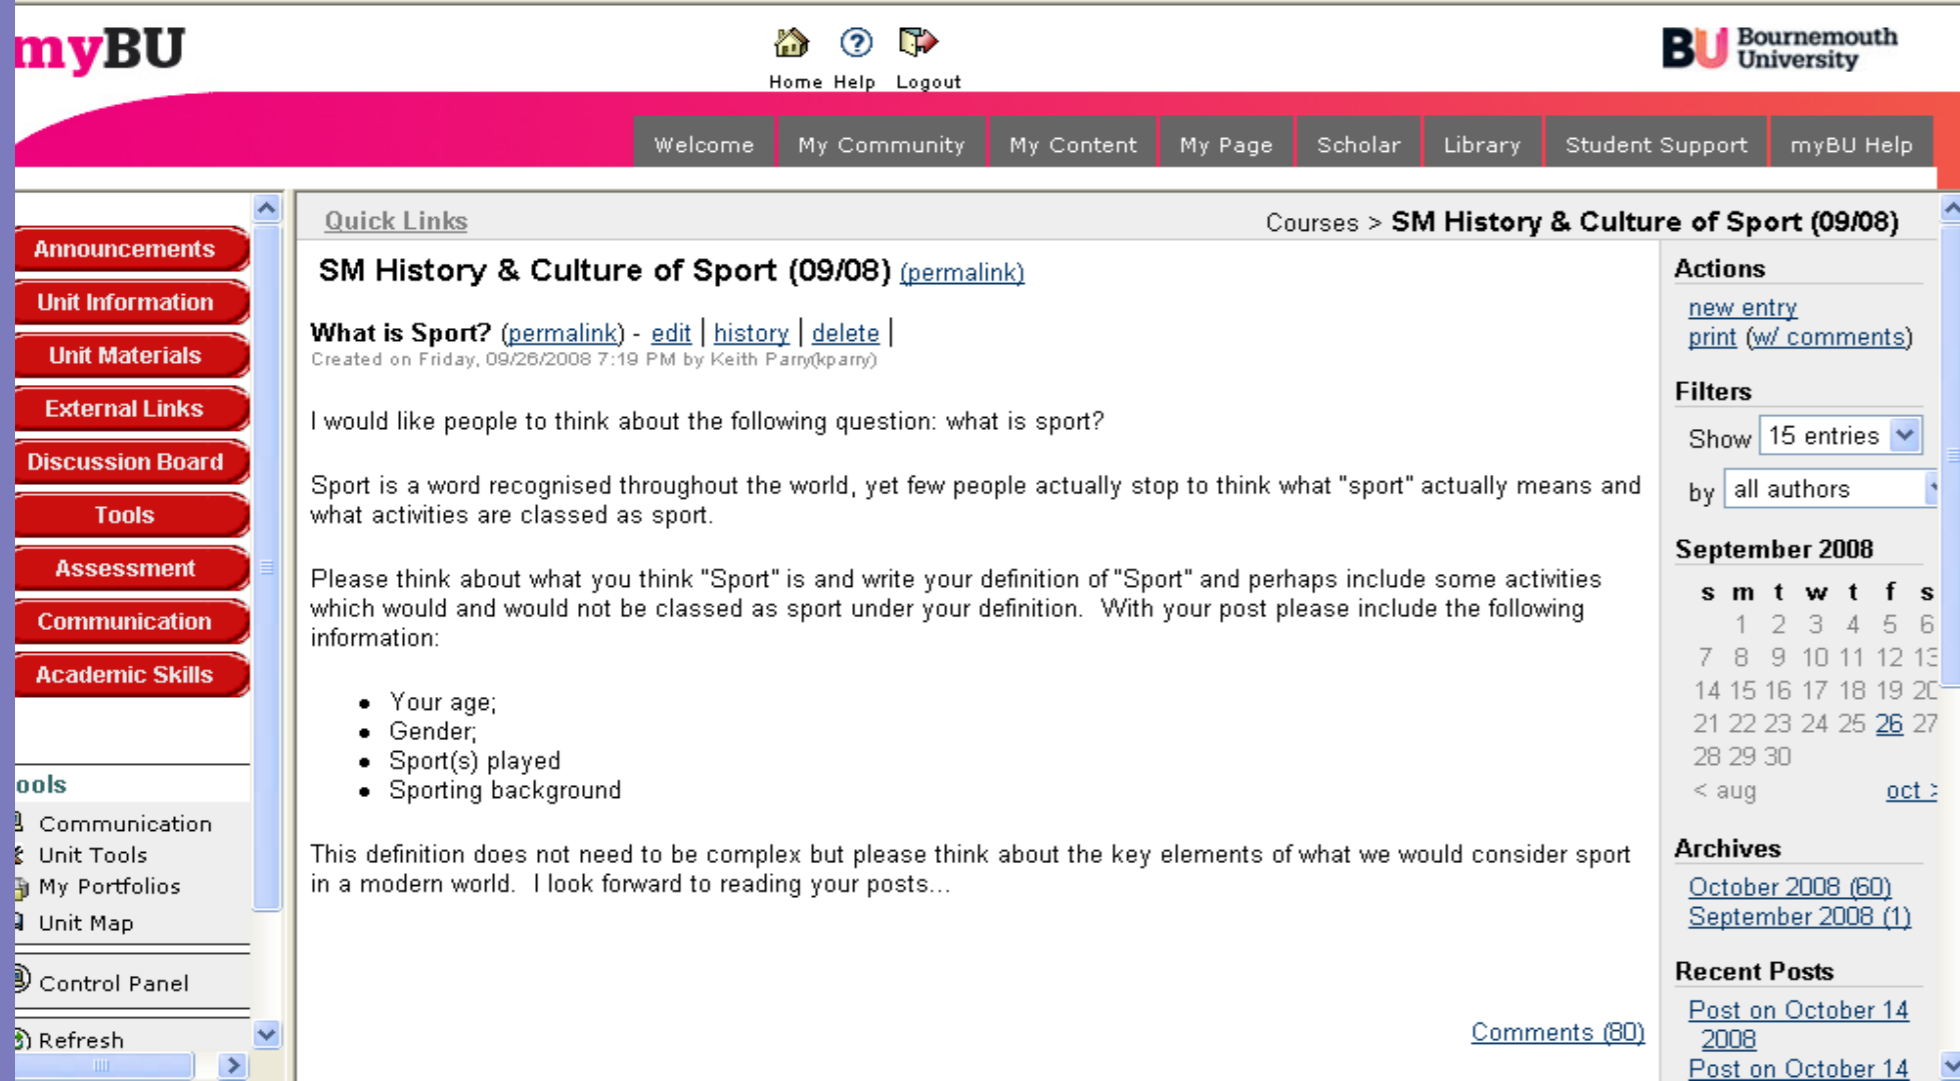 myBU
Home Help Logout
Bournemouth
University
BU
Welcome My Community My Content My Page Scholar Library Student Support myBU Help
Announcements
Unit Information
Unit Materials
External Links
Discussion Board
Tools
Assessment
Communication
Academic Skills
ools
Communication
Unit Tools
My Portfolios
Unit Map
Control Panel
Refresh
Quick Links
Courses > SM History & Culture of Sport (09/08)
SM History & Culture of Sport (09/08) (permalink)
What is Sport? (permalink) - edit | history | delete |
Created on Friday, 09/26/2008 7:19 PM by Keith Parry(kparry)
I would like people to think about the following question: what is sport?
Sport is a word recognised throughout the world, yet few people actually stop to think what "sport" actually means and
what activities are classed as sport.
Please think about what you think "Sport" is and write your definition of "Sport" and perhaps include some activities
which would and would not be classed as sport under your definition. With your post please include the following
information:
• Your age;
• Gender;
• Sport(s) played
• Sporting background
This definition does not need to be complex but please think about the key elements of what we would consider sport
in a modern world. I look forward to reading your posts...
Comments (80)
Actions
new entry
print (w/ comments)
Filters
Show 15 entries
by all authors
September 2008
s m t w t f s
1 2 3 4 5 6
7 8 9 10 11 12 13
14 15 16 17 18 19 20
21 22 23 24 25 26 27
28 29 30
< aug oct >
Archives
October 2008 (60)
September 2008 (1)
Recent Posts
Post on October 14
2008
Post on October 14